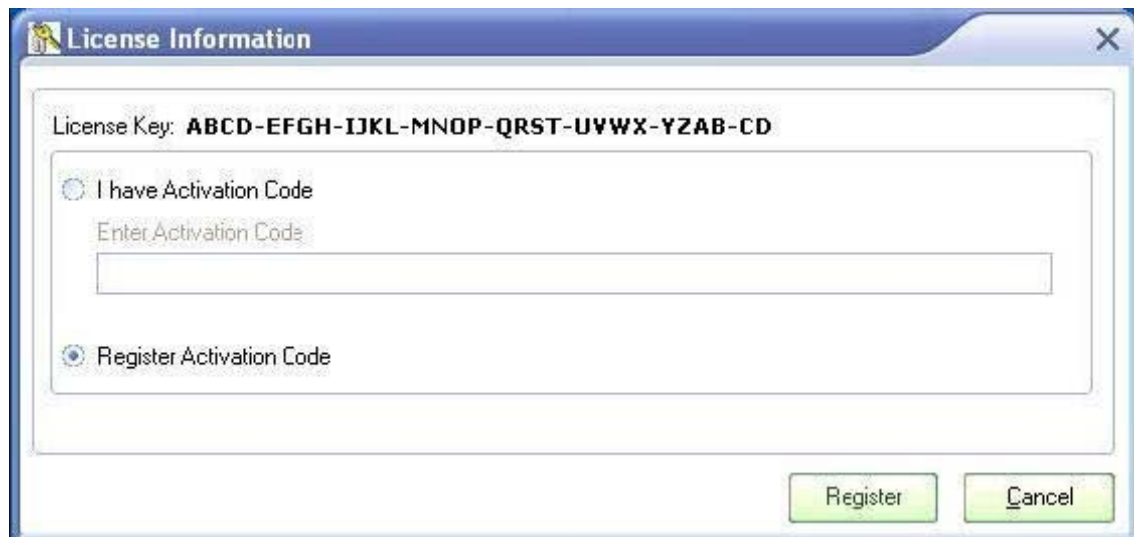 License Information
License Key: ABCD-EFGH-IJKL-MNOP-QRST-UVWX-YZAB-CD
I have Activation Code
Enter Activation Code
Register Activation Code
Register Cancel